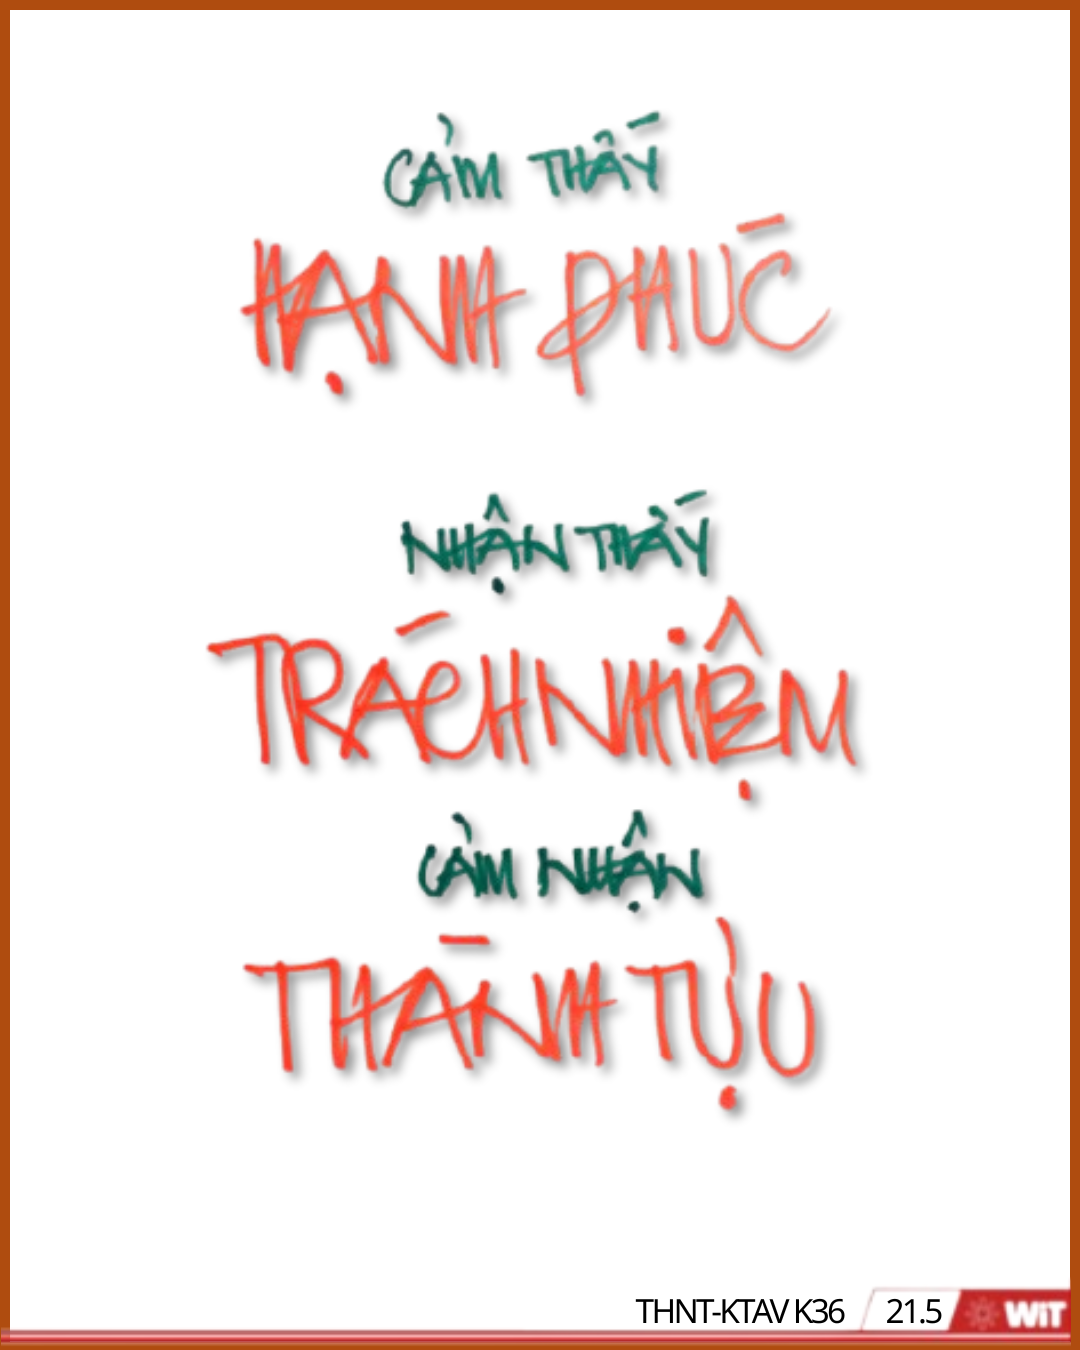 CẢM THẤY
HẠNH PHÚC
NHẬN THẤY
TRÁCH NHIỆM
CẢM NHẬN
THÀNH TỰU
THNT-KTAV K36 21.5 WiT